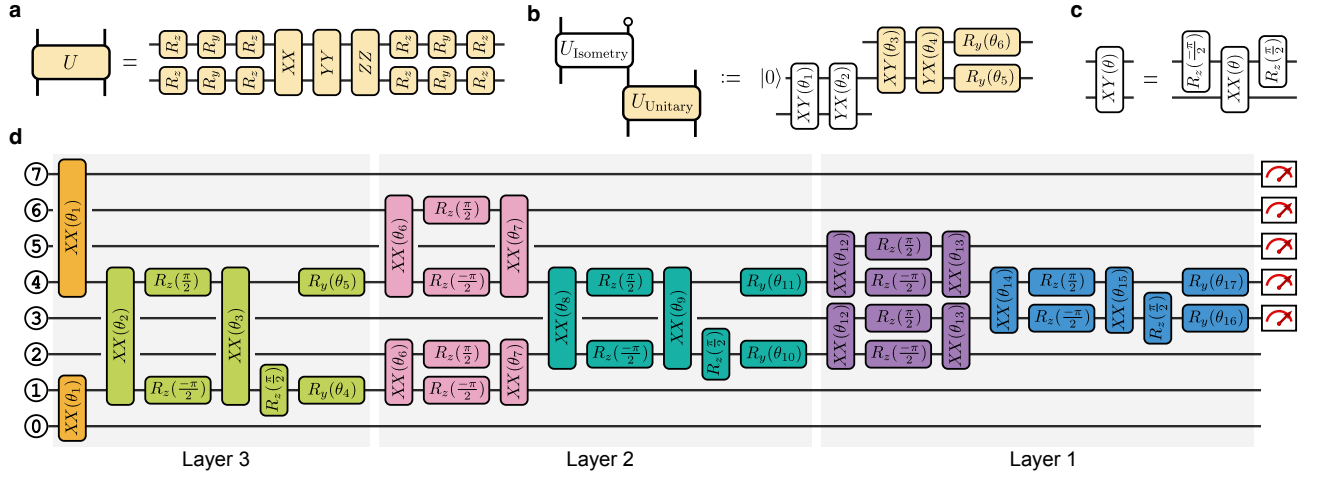 a
U
=
R_z R_y R_z XX YY ZZ R_z R_y R_z
R_z R_y R_z R_z R_y R_z
b
U_Isometry
U_Unitary
:=
|0⟩
XY(θ_1) YX(θ_2)
XY(θ_3) YX(θ_4) R_y(θ_6)
R_y(θ_5)
c
XY(θ)
=
R_z(-π/2) XX(θ) R_z(π/2)
d
7
6
5
4
3
2
1
0
XX(θ_1)
XX(θ_1)
XX(θ_2)
R_z(π/2)
R_z(-π/2)
XX(θ_3)
R_z(π/2)
R_y(θ_5)
R_y(θ_4)
Layer 3
XX(θ_6)
R_z(π/2)
R_z(-π/2)
XX(θ_7)
XX(θ_6)
R_z(π/2)
R_z(-π/2)
XX(θ_7)
XX(θ_8)
R_z(π/2)
R_z(-π/2)
XX(θ_9)
R_z(π/2)
R_y(θ_11)
R_y(θ_10)
Layer 2
XX(θ_12)
R_z(π/2)
R_z(-π/2)
XX(θ_13)
XX(θ_12)
R_z(π/2)
R_z(-π/2)
XX(θ_13)
XX(θ_14)
R_z(π/2)
R_z(-π/2)
XX(θ_15)
R_z(π/2)
R_y(θ_17)
R_y(θ_16)
Layer 1